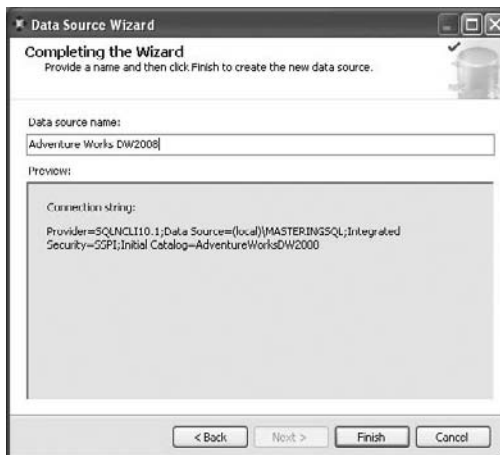 Data Source Wizard
Completing the Wizard
Provide a name and then click Finish to create the new data source.
Data source name:
Adventure Works DW2008
Preview:
Connection string:
Provider=SQLNCLI10.1;Data Source=(local)\MASTERINGSQL;Integrated
Security=SSPI;Initial Catalog=AdventureWorksDW2000
< Back
Next >
Finish
Cancel